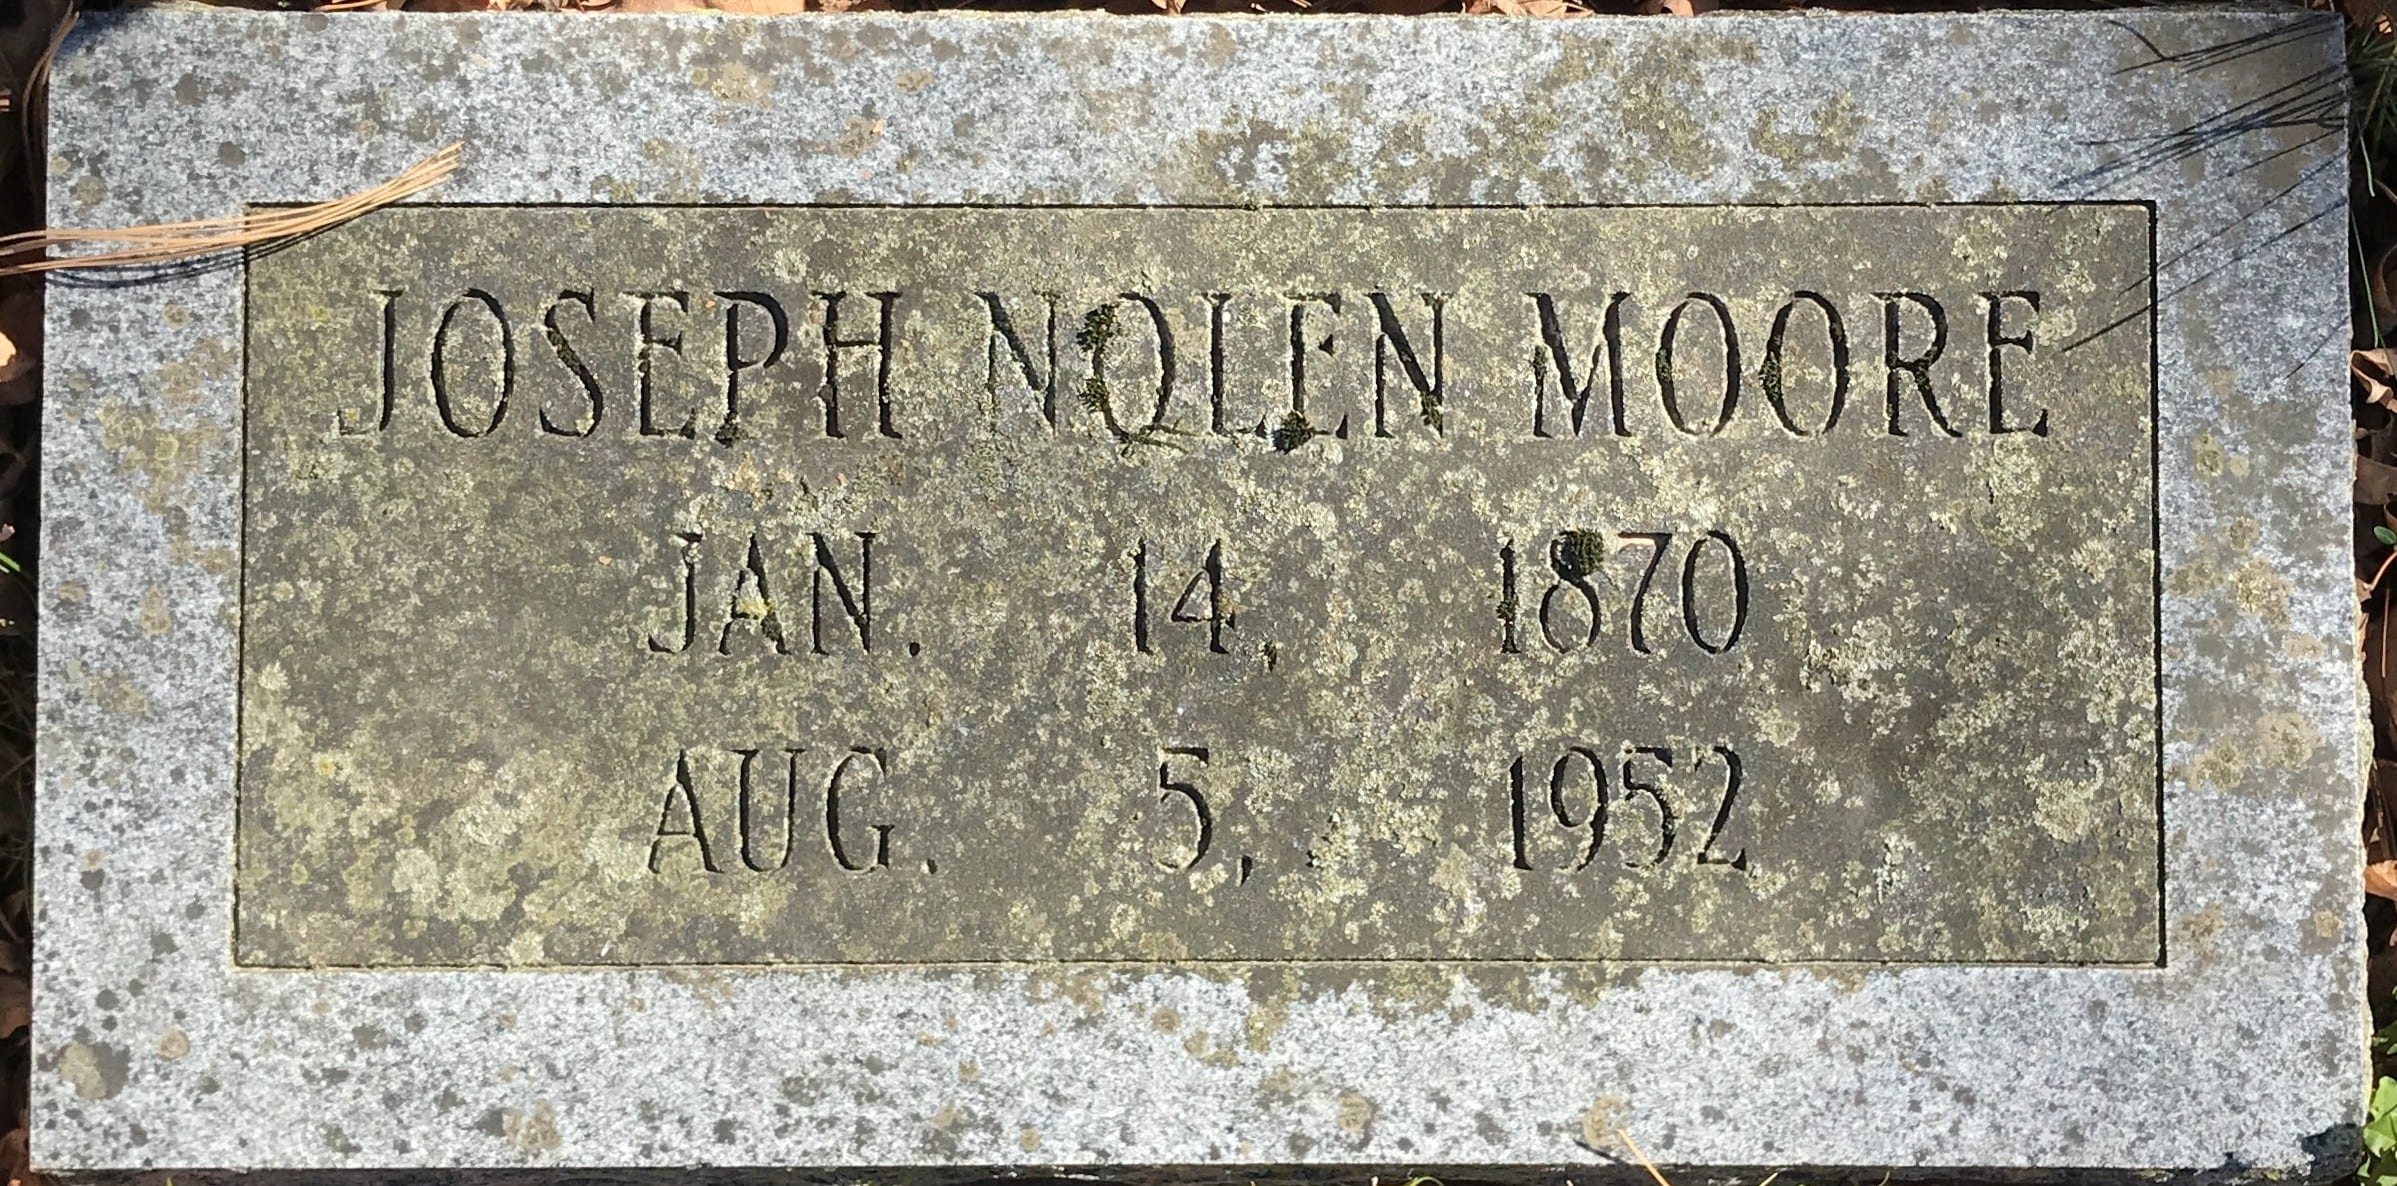 JOSEPH NOLEN MOORE
JAN. 14, 1870
AUG. 5, 1952